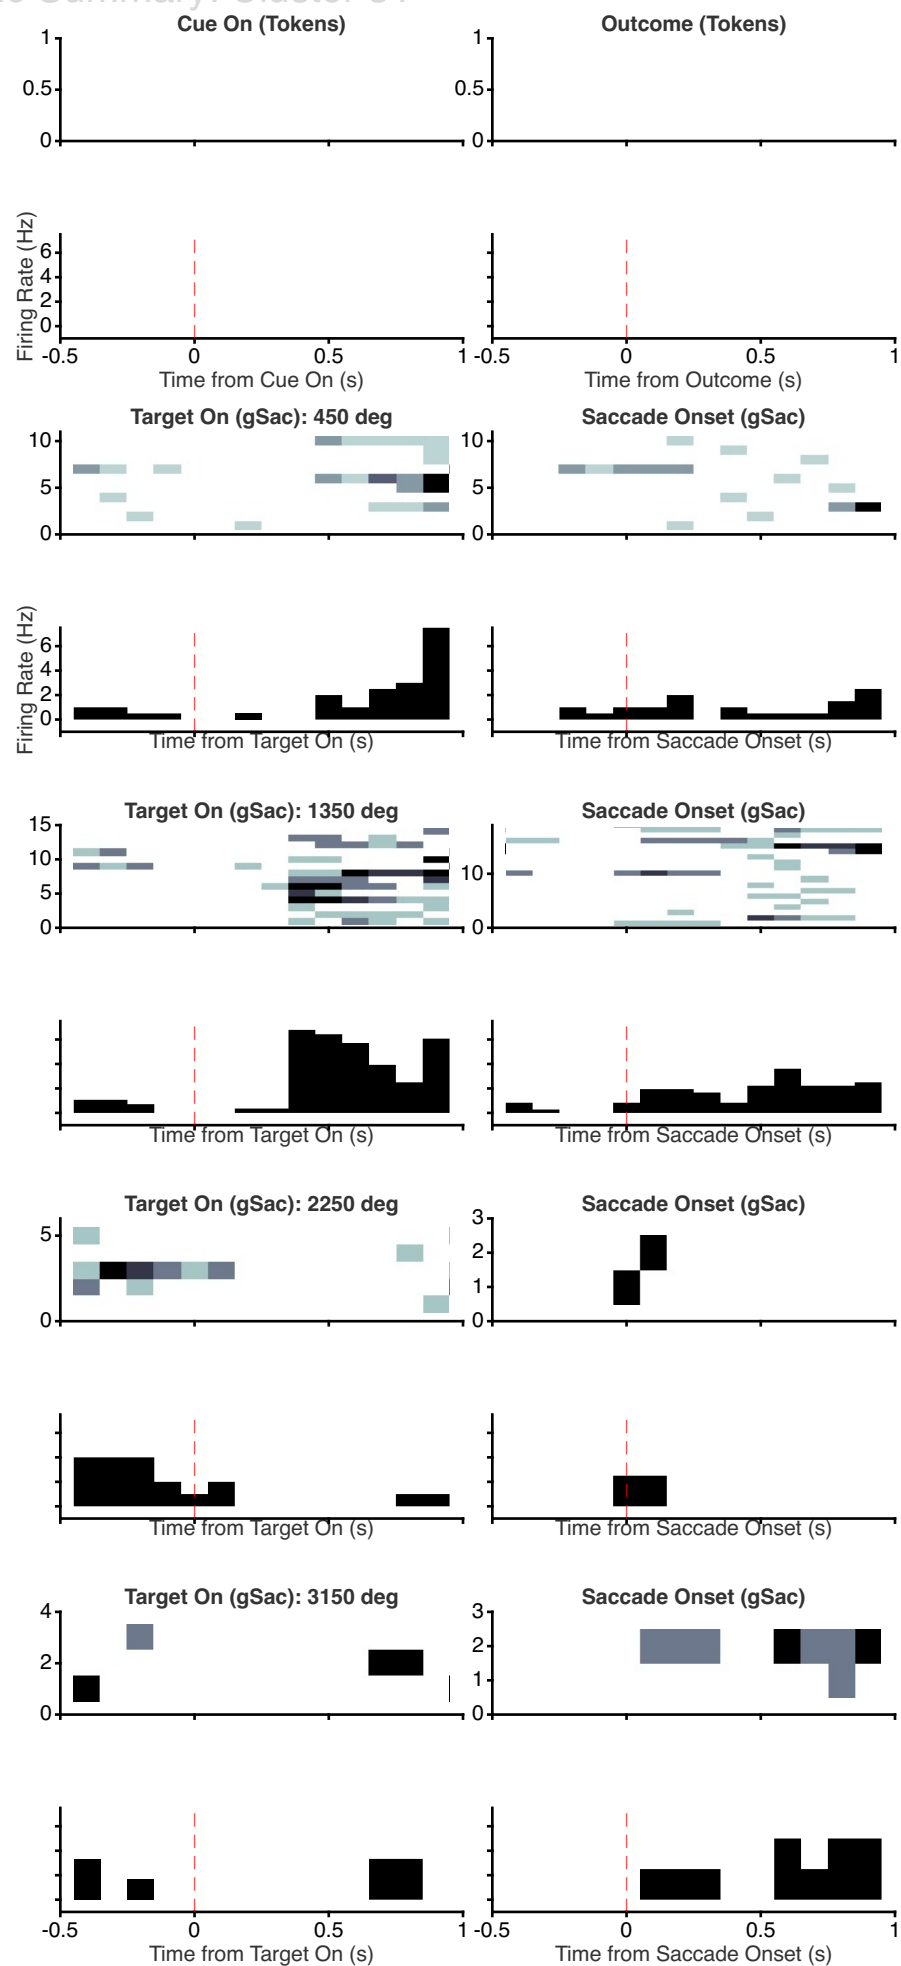 Summary: Cluster
Cue On (Tokens) Outcome (Tokens)
1 1
0.5 0.5
0 0
Firing Rate (Hz)
6
4
2
0
-0.5 0 0.5 1 -0.5 0 0.5 1
Time from Cue On (s) Time from Outcome (s)
Target On (gSac): 450 deg Saccade Onset (gSac)
10 10
5 5
0 0
Firing Rate (Hz)
6
4
2
0
Time from Target On (s) Time from Saccade Onset (s)
Target On (gSac): 1350 deg Saccade Onset (gSac)
15
10 10
5
0 0
Time from Target On (s) Time from Saccade Onset (s)
Target On (gSac): 2250 deg Saccade Onset (gSac)
3
5
2
1
0 0
Time from Target On (s) Time from Saccade Onset (s)
Target On (gSac): 3150 deg Saccade Onset (gSac)
4 3
2 2
1
0 0
-0.5 0 0.5 1 -0.5 0 0.5 1
Time from Target On (s) Time from Saccade Onset (s)